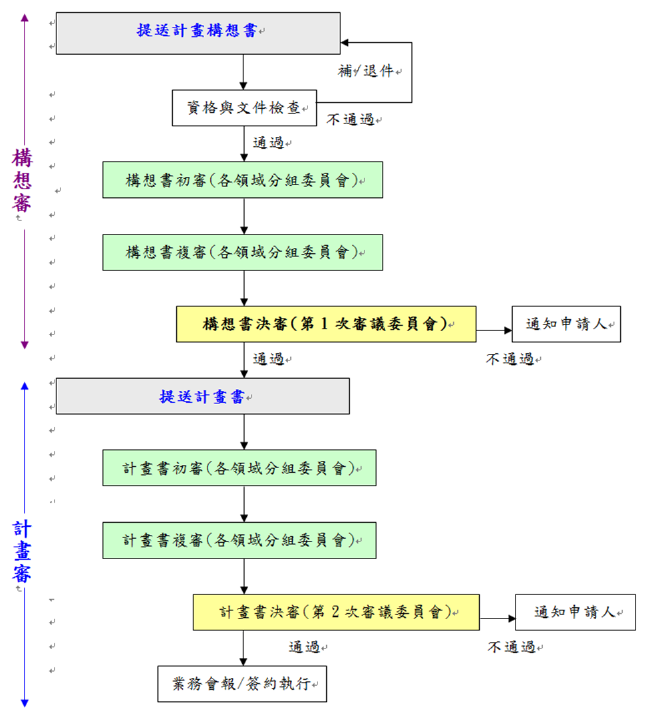 提送計畫構想書
補/退件
資格與文件檢查
不通過
通過
構想審
構想書初審(各領域分組委員會)
構想書複審(各領域分組委員會)
構想書決審(第1次審議委員會)
通知申請人
通過
不通過
提送計畫書
計畫書初審(各領域分組委員會)
計畫審
計畫書複審(各領域分組委員會)
計畫書決審(第2次審議委員會)
通知申請人
通過
不通過
業務會報/簽約執行